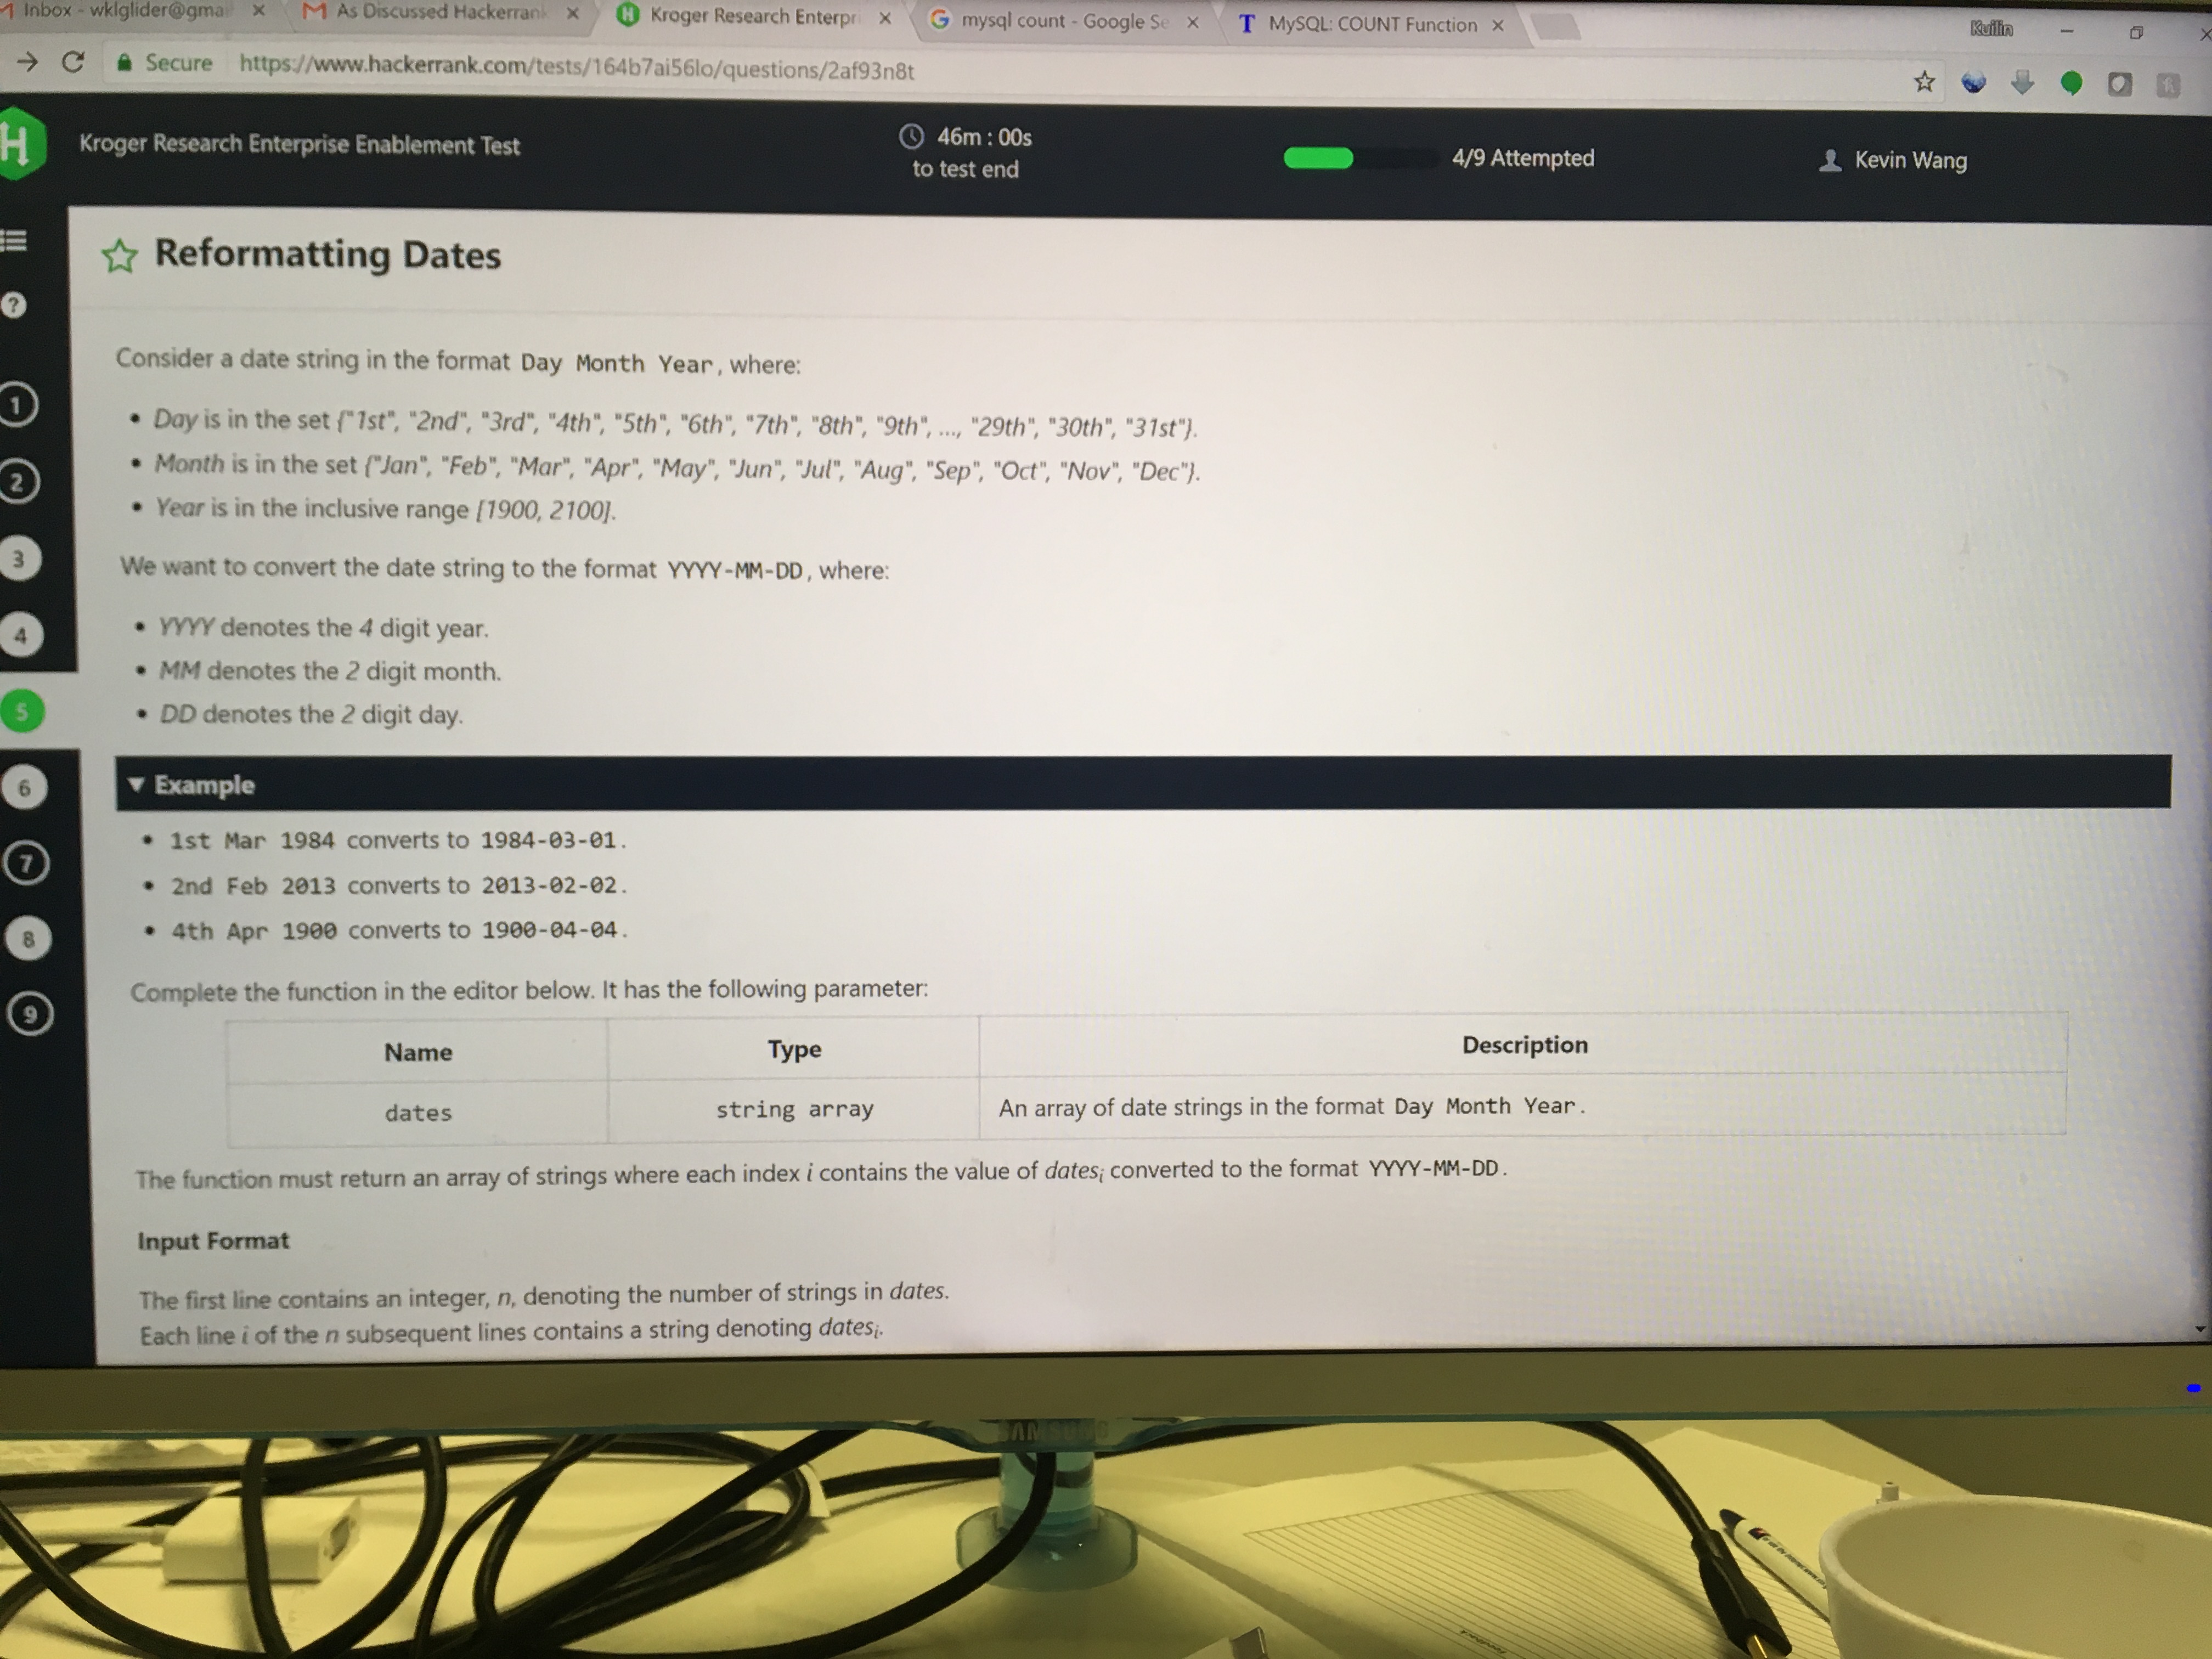 Inbox - wklglider@gma
As Discussed Hackerrank
Kroger Research Enterpri
mysql count - Google Se
MySQL: COUNT Function
Kuilin
Secure https://www.hackerrank.com/tests/164b7ai56lo/questions/2af93n8t
Kroger Research Enterprise Enablement Test
46m : 00s
to test end
4/9 Attempted
Kevin Wang
Reformatting Dates
Consider a date string in the format Day Month Year, where:
• Day is in the set {"1st", "2nd", "3rd", "4th", "5th", "6th", "7th", "8th", "9th", ..., "29th", "30th", "31st"}.
• Month is in the set {"Jan", "Feb", "Mar", "Apr", "May", "Jun", "Jul", "Aug", "Sep", "Oct", "Nov", "Dec"}.
• Year is in the inclusive range [1900, 2100].
We want to convert the date string to the format YYYY-MM-DD, where:
• YYYY denotes the 4 digit year.
• MM denotes the 2 digit month.
• DD denotes the 2 digit day.
?
1
2
3
4
5
6
7
8
9
▼ Example
• 1st Mar 1984 converts to 1984-03-01.
• 2nd Feb 2013 converts to 2013-02-02.
• 4th Apr 1900 converts to 1900-04-04.
Complete the function in the editor below. It has the following parameter:
Name Type Description
dates string array An array of date strings in the format Day Month Year.
The function must return an array of strings where each index i contains the value of datesi converted to the format YYYY-MM-DD.
Input Format
The first line contains an integer, n, denoting the number of strings in dates.
Each line i of the n subsequent lines contains a string denoting datesi.
SAMSUNG